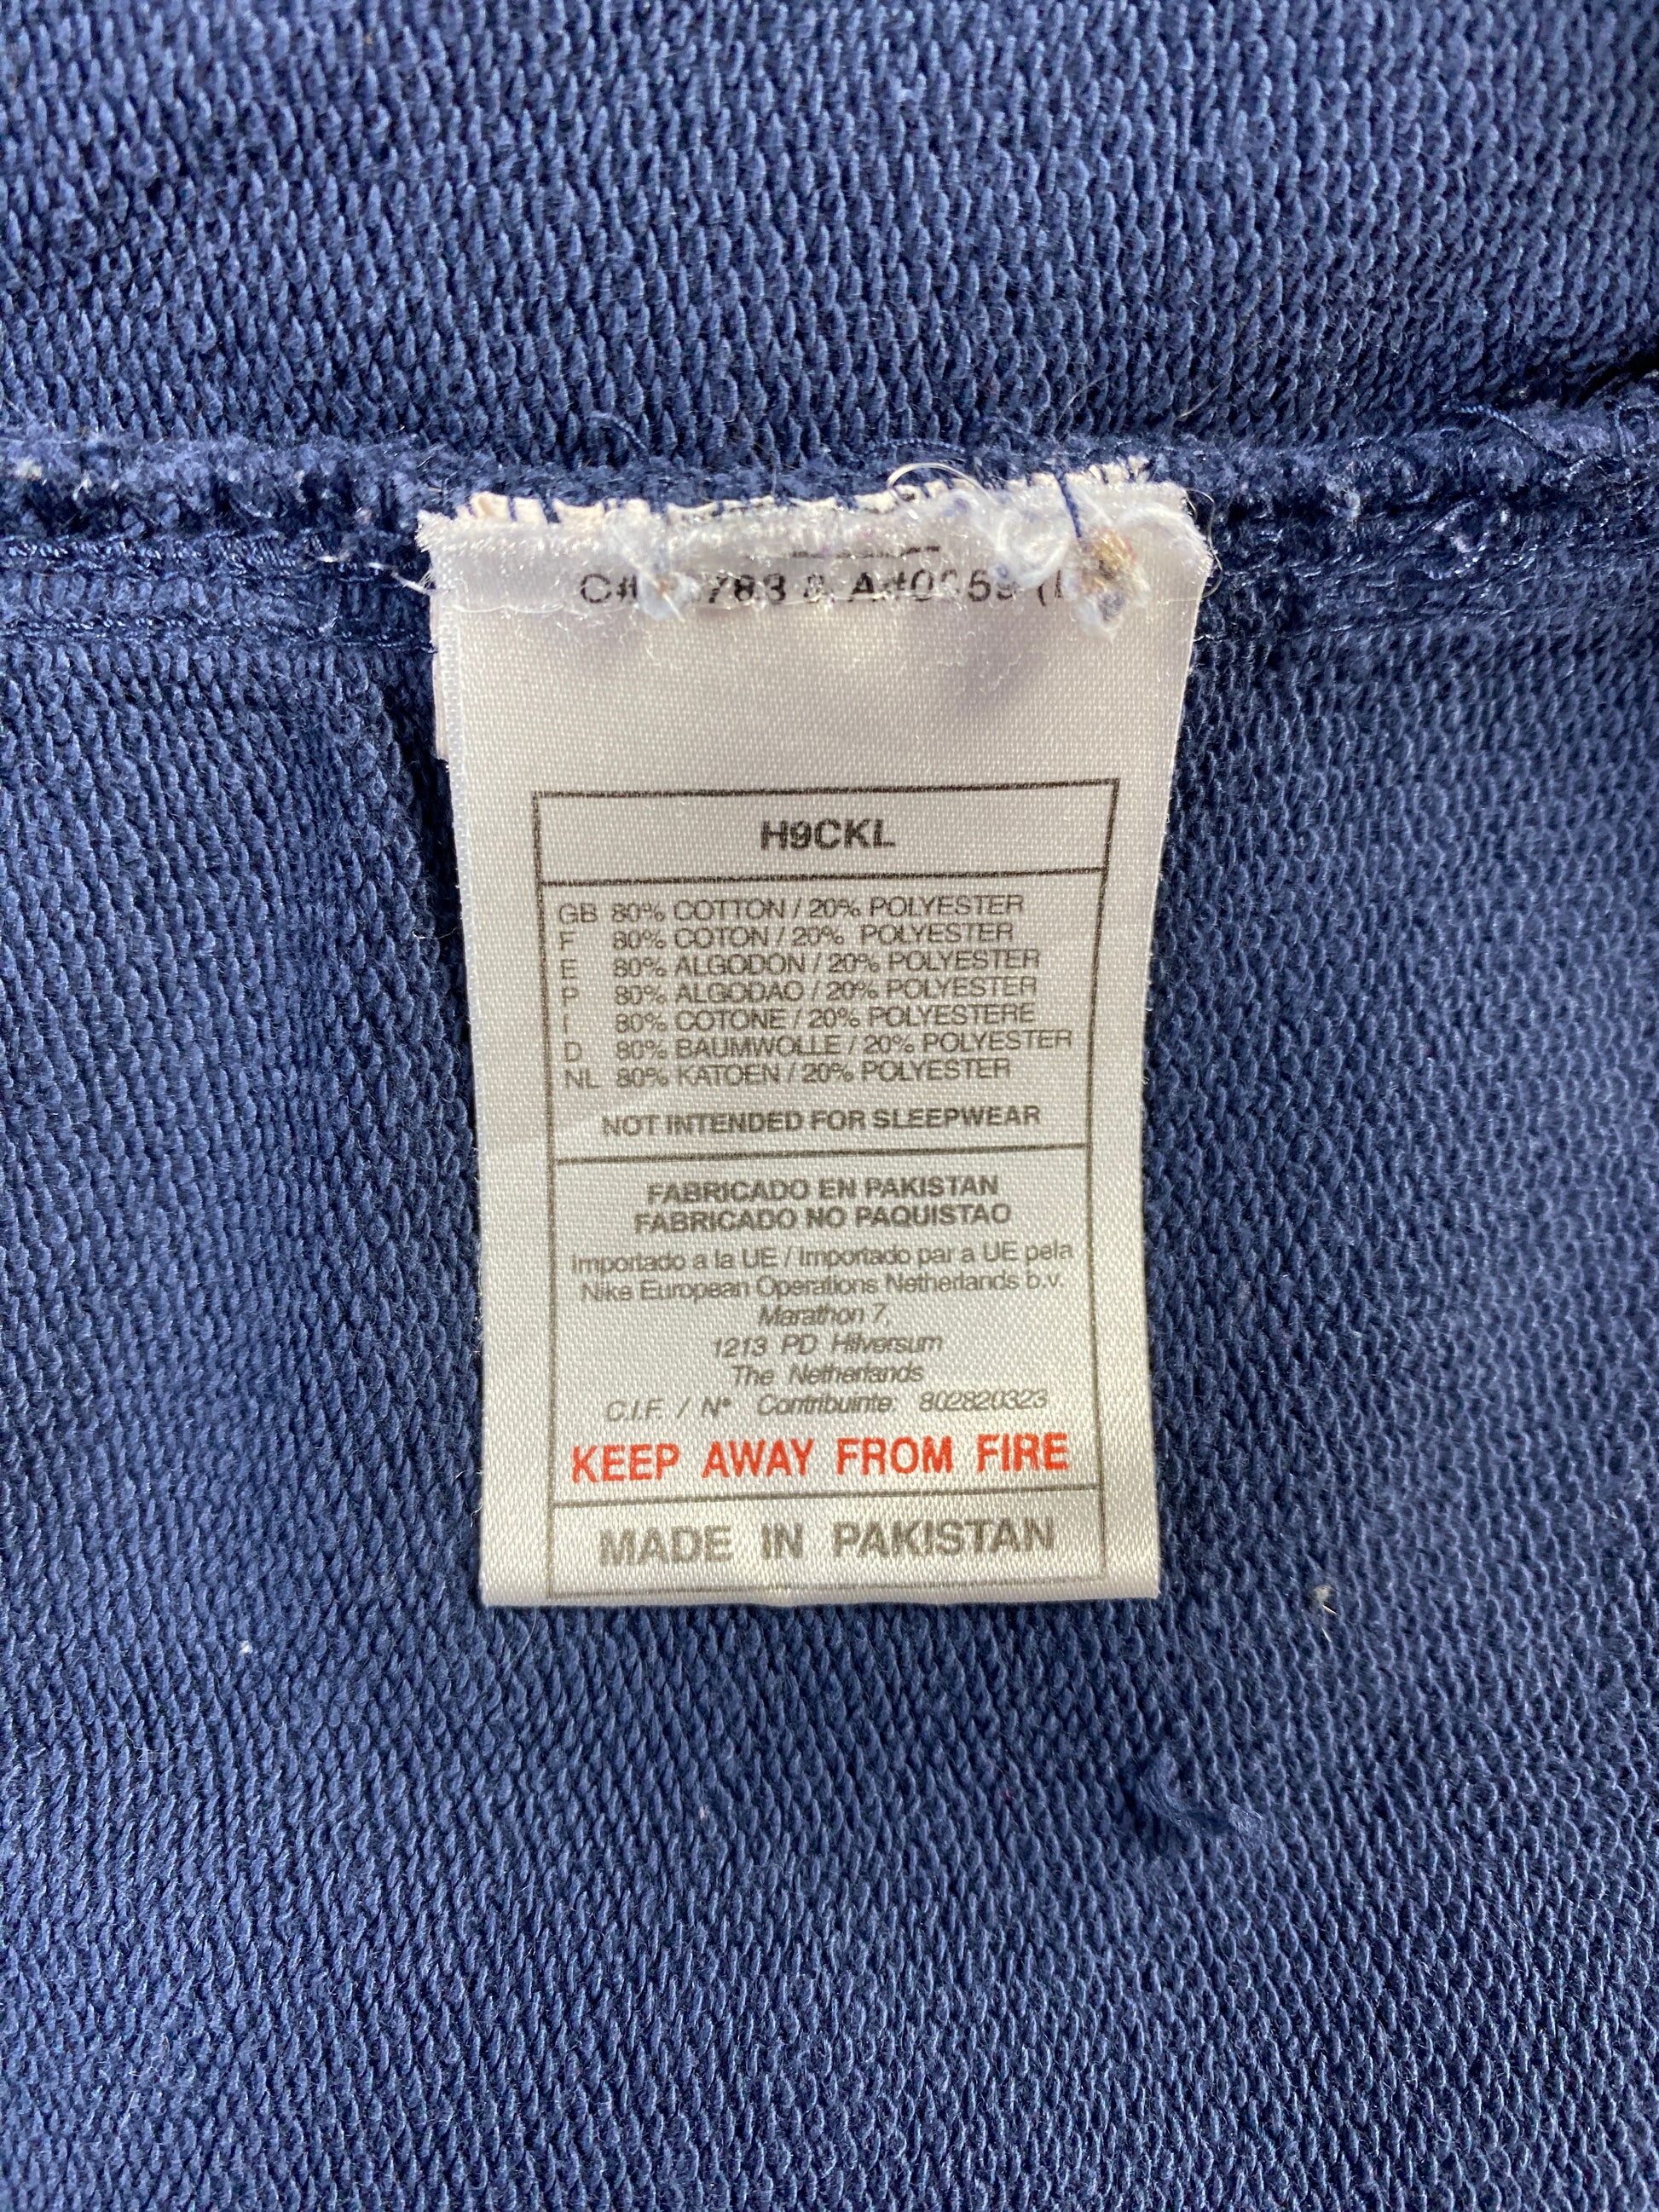 H9CKL
GB 80% COTTON / 20% POLYESTER
F 80% COTON / 20% POLYESTER
E 80% ALGODON / 20% POLYESTER
P 80% ALGODAO / 20% POLYESTER
I 80% COTONE / 20% POLYESTERE
D 80% BAUMWOLLE / 20% POLYESTER
NL 80% KATOEN / 20% POLYESTER
NOT INTENDED FOR SLEEPWEAR
FABRICADO EN PAKISTAN
FABRICADO NO PAQUISTAO
Importado a la UE / Importado par a UE pela
Nike European Operations Netherlands b.v.
Marathon 7,
1213 PD Hilversum
The Netherlands
C.I.F. / Nº Contribuinte: 802820323
KEEP AWAY FROM FIRE
MADE IN PAKISTAN